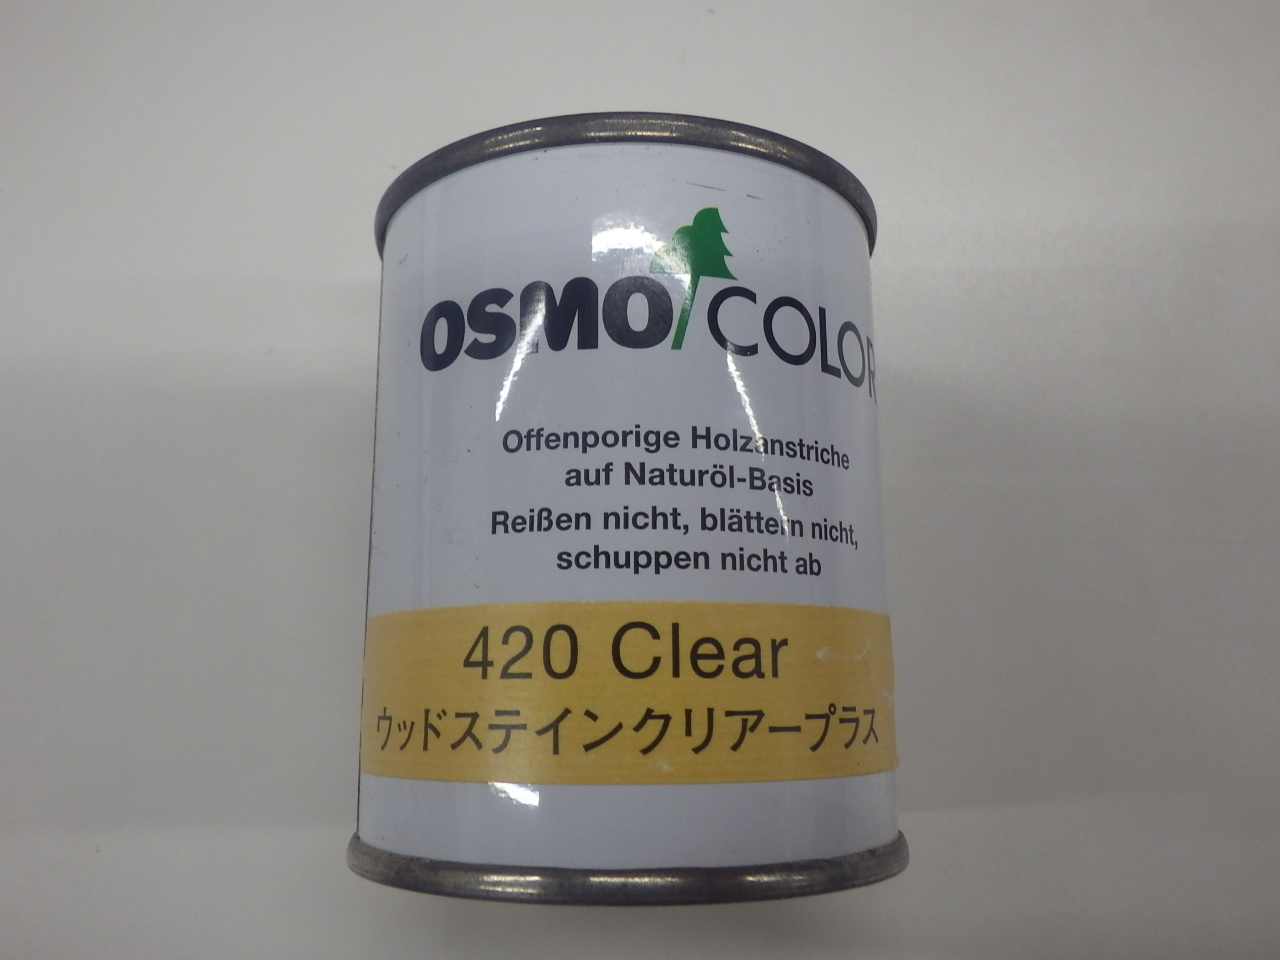 OSMO COLOR
Offenporige Holzanstriche
auf Naturöl-Basis
Reißen nicht, blättern nicht,
schuppen nicht ab
420 Clear
ウッドステインクリアープラス